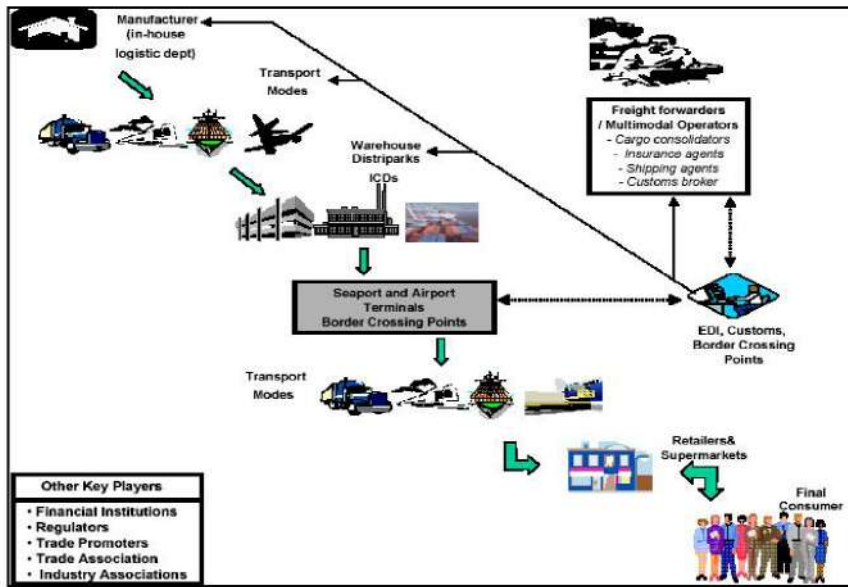 Manufacturer
(in-house
logistic dept)
Transport
Modes
Warehouse
Distriparks
ICDs
Freight forwarders
/ Multimodal Operators
- Cargo consolidators
- Insurance agents
- Shipping agents
- Customs broker
Seaport and Airport
Terminals
Border Crossing Points
EDI, Customs,
Border Crossing
Points
Transport
Modes
Retailers&
Supermarkets
Final
Consumer
Other Key Players
• Financial Institutions
• Regulators
• Trade Promoters
• Trade Association
• Industry Associations